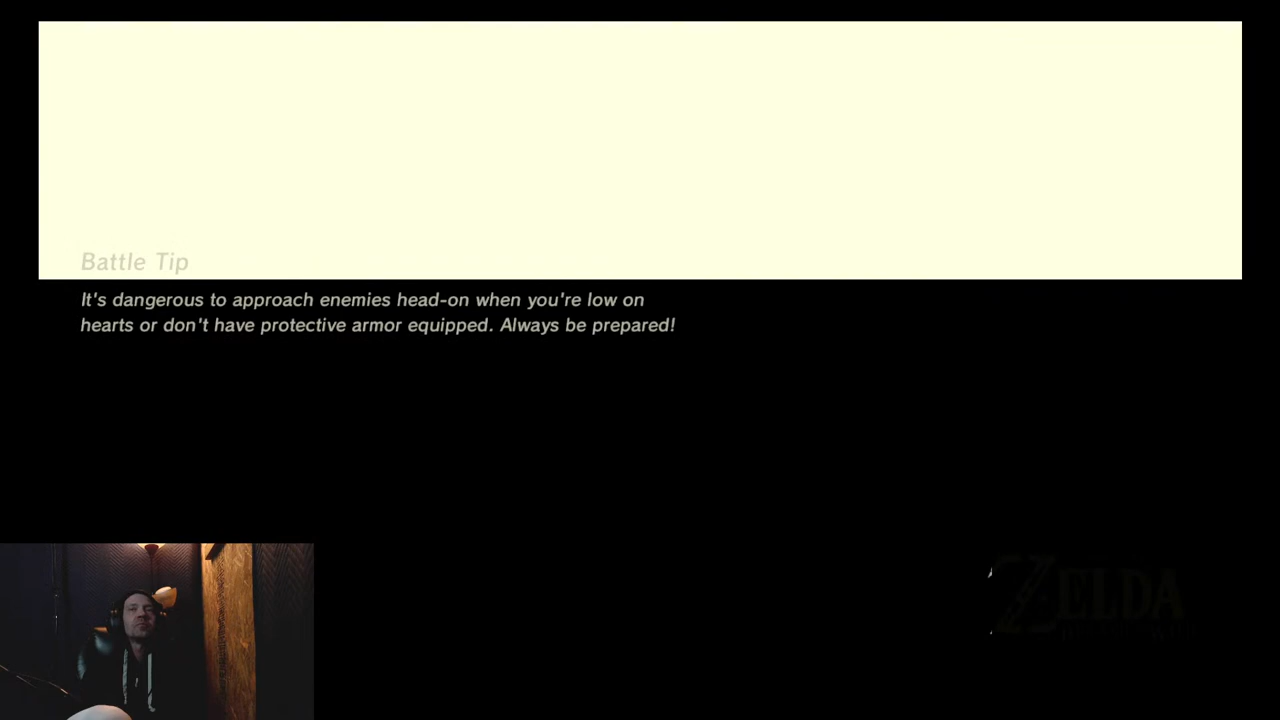 Battle Tip
It's dangerous to approach enemies head-on when you're low on
hearts or don't have protective armor equipped. Always be prepared!
ZELDA